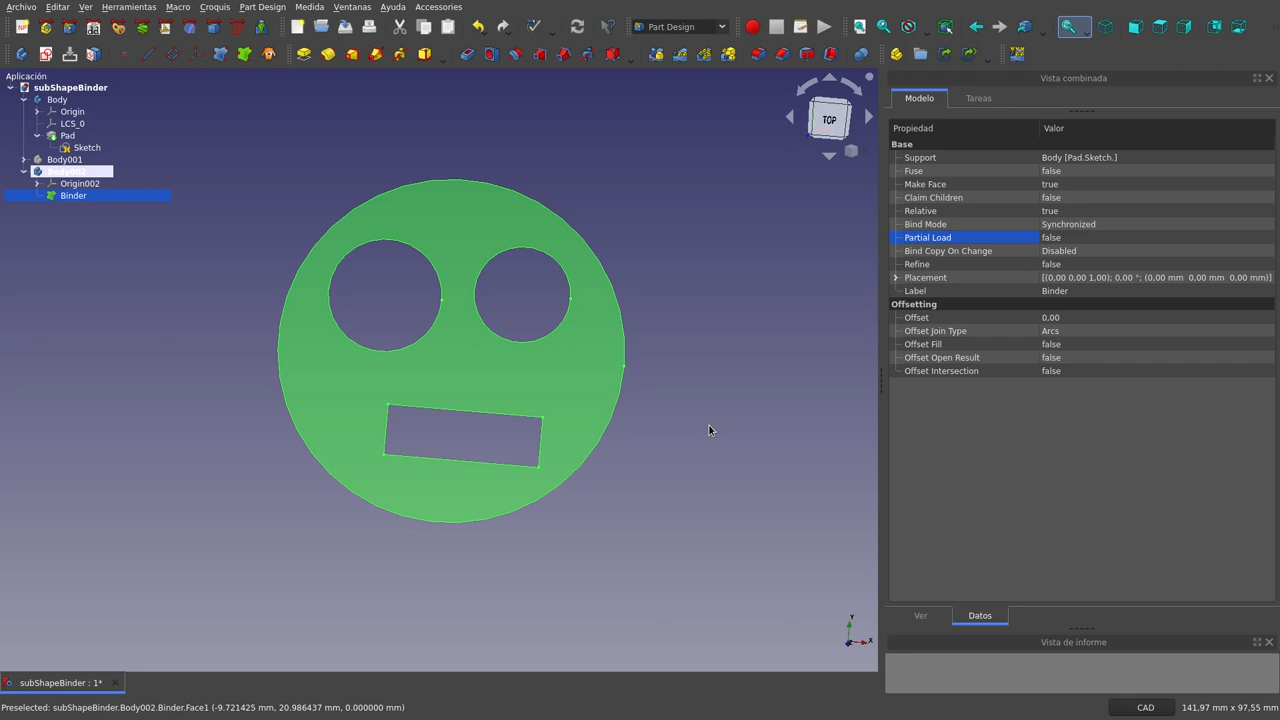 Archivo Editar Ver Herramientas Macro Croquis Part Design Medida Ventanas Ayuda Accessories
Part Design
Aplicación
subShapeBinder
Body
Origin
LCS_0
Pad
Sketch
Body001
Body002
Origin002
Binder
TOP
Y
X
Vista combinada
Modelo Tareas
Propiedad Valor
Base
Support Body [Pad.Sketch.]
Fuse false
Make Face true
Claim Children false
Relative true
Bind Mode Synchronized
Partial Load false
Bind Copy On Change Disabled
Refine false
Placement [(0,00 0,00 1,00); 0,00 °; (0,00 mm 0,00 mm 0,00 mm)]
Label Binder
Offsetting
Offset 0,00
Offset Join Type Arcs
Offset Fill false
Offset Open Result false
Offset Intersection false
Ver Datos
Vista de informe
subShapeBinder : 1*
Preselected: subShapeBinder.Body002.Binder.Face1 (-9.721425 mm, 20.986437 mm, 0.000000 mm)
CAD 141,97 mm x 97,55 mm